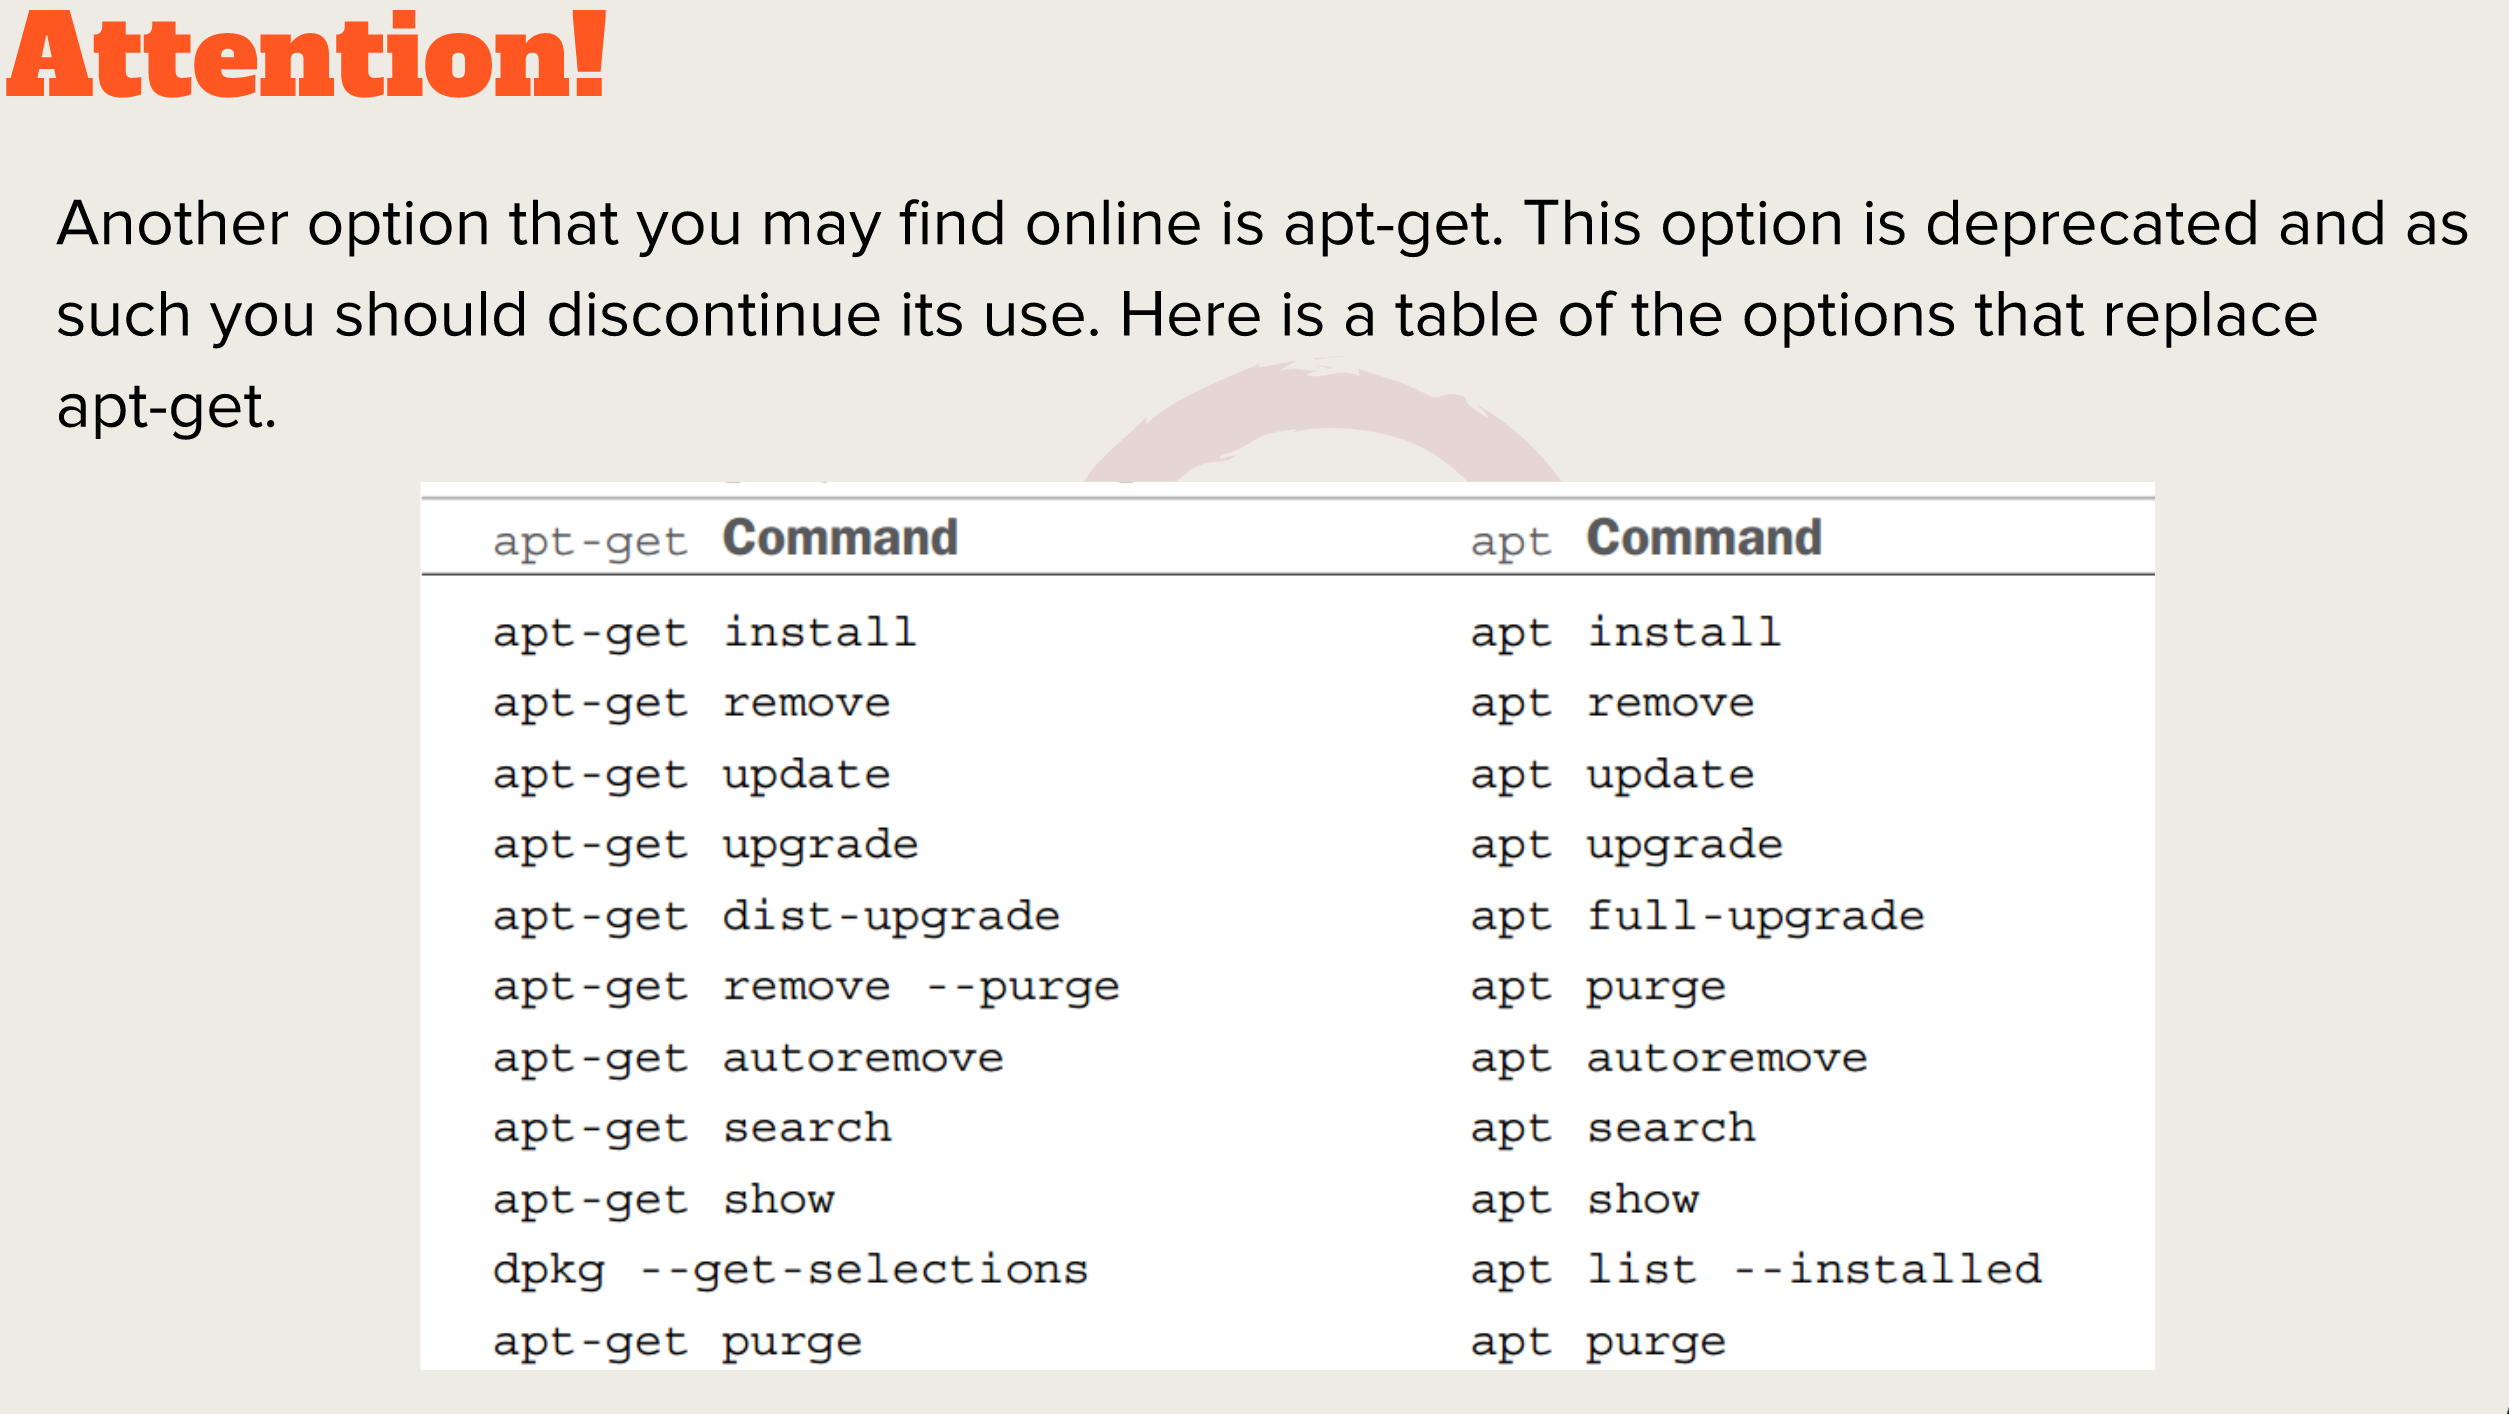 Attention!
Another option that you may find online is apt-get. This option is deprecated and as
such you should discontinue its use. Here is a table of the options that replace
apt-get.
apt-get Command apt Command
apt-get install apt install
apt-get remove apt remove
apt-get update apt update
apt-get upgrade apt upgrade
apt-get dist-upgrade apt full-upgrade
apt-get remove --purge apt purge
apt-get autoremove apt autoremove
apt-get search apt search
apt-get show apt show
dpkg --get-selections apt list --installed
apt-get purge apt purge